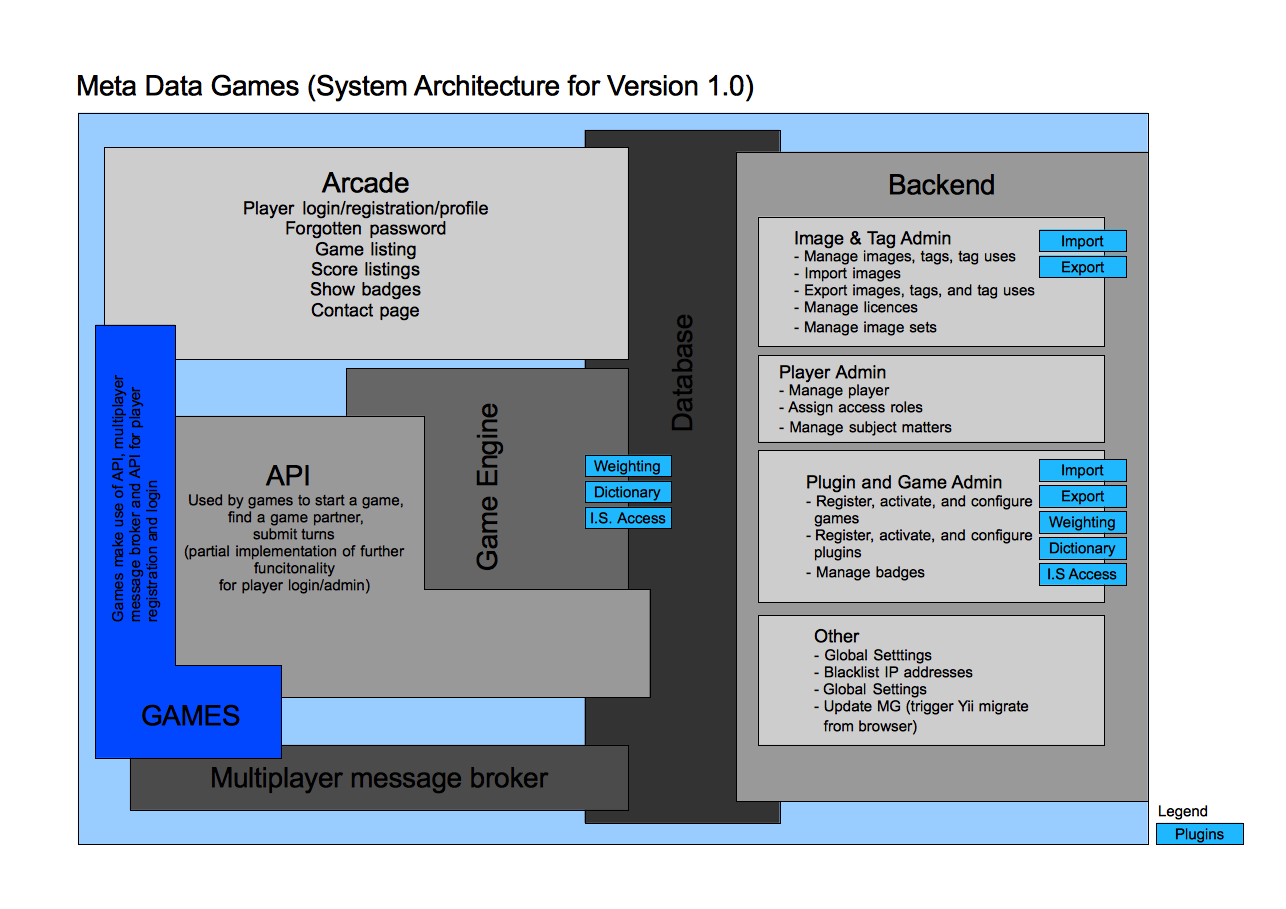 Meta Data Games (System Architecture for Version 1.0)
Arcade
Player login/registration/profile
Forgotten password
Game listing
Score listings
Show badges
Contact page
Games make use of API, multiplayer
message broker and API for player
registration and login
GAMES
API
Used by games to start a game,
find a game partner,
submit turns
(partial implementation of further
funcitonality
for player login/admin)
Game Engine
Weighting
Dictionary
I.S. Access
Database
Multiplayer message broker
Backend
Image & Tag Admin
- Manage images, tags, tag uses
- Import images
- Export images, tags, and tag uses
- Manage licences
- Manage image sets
Import
Export
Player Admin
- Manage player
- Assign access roles
- Manage subject matters
Plugin and Game Admin
- Register, activate, and configure
games
- Register, activate, and configure
plugins
- Manage badges
Import
Export
Weighting
Dictionary
I.S Access
Other
- Global Setttings
- Blacklist IP addresses
- Global Settings
- Update MG (trigger Yii migrate
from browser)
Legend
Plugins